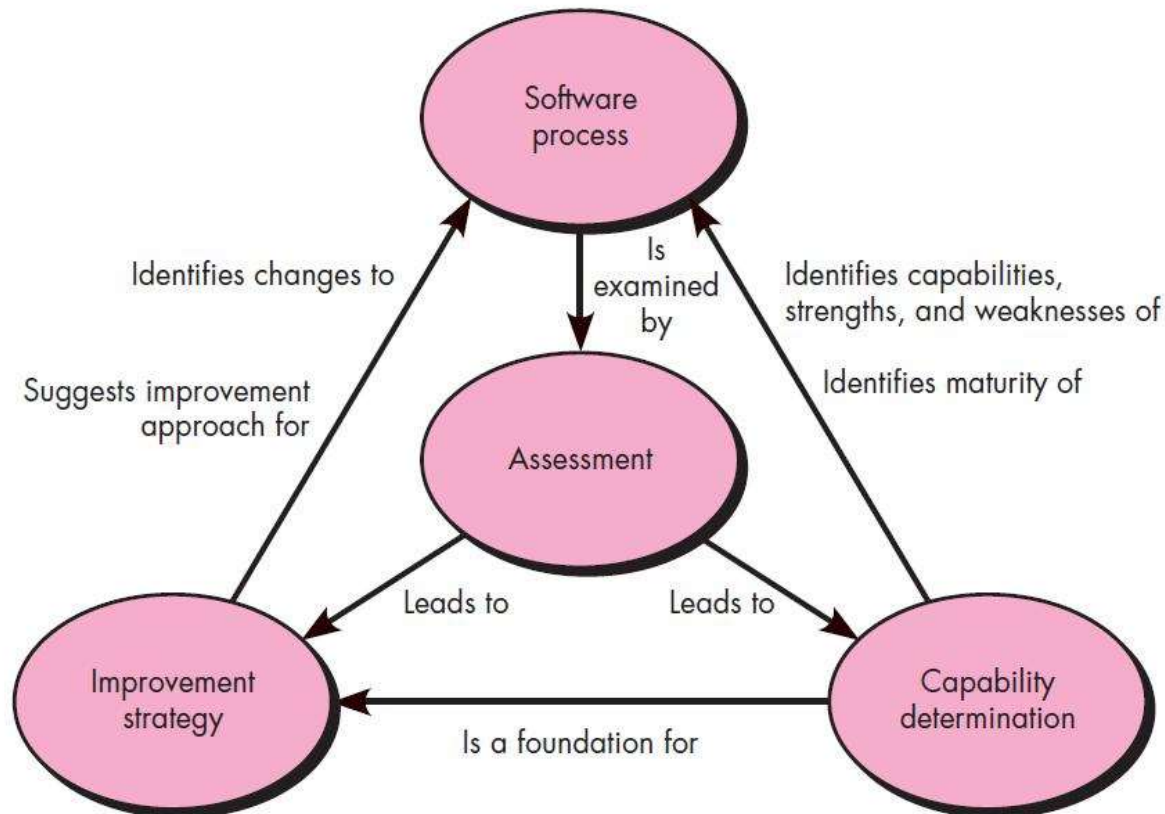 Software
process
Is
examined
by
Identifies changes to
Identifies capabilities,
strengths, and weaknesses of
Suggests improvement
approach for
Identifies maturity of
Assessment
Leads to
Leads to
Improvement
strategy
Capability
determination
Is a foundation for